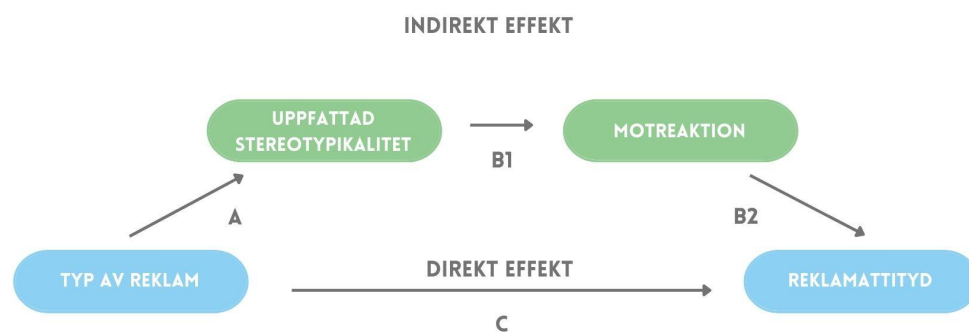 INDIREKT EFFEKT
UPPFATTAD
STEREOTYPIKALITET
B1
MOTREAKTION
A
B2
TYP AV REKLAM
DIREKT EFFEKT
C
REKLAMATTITYD